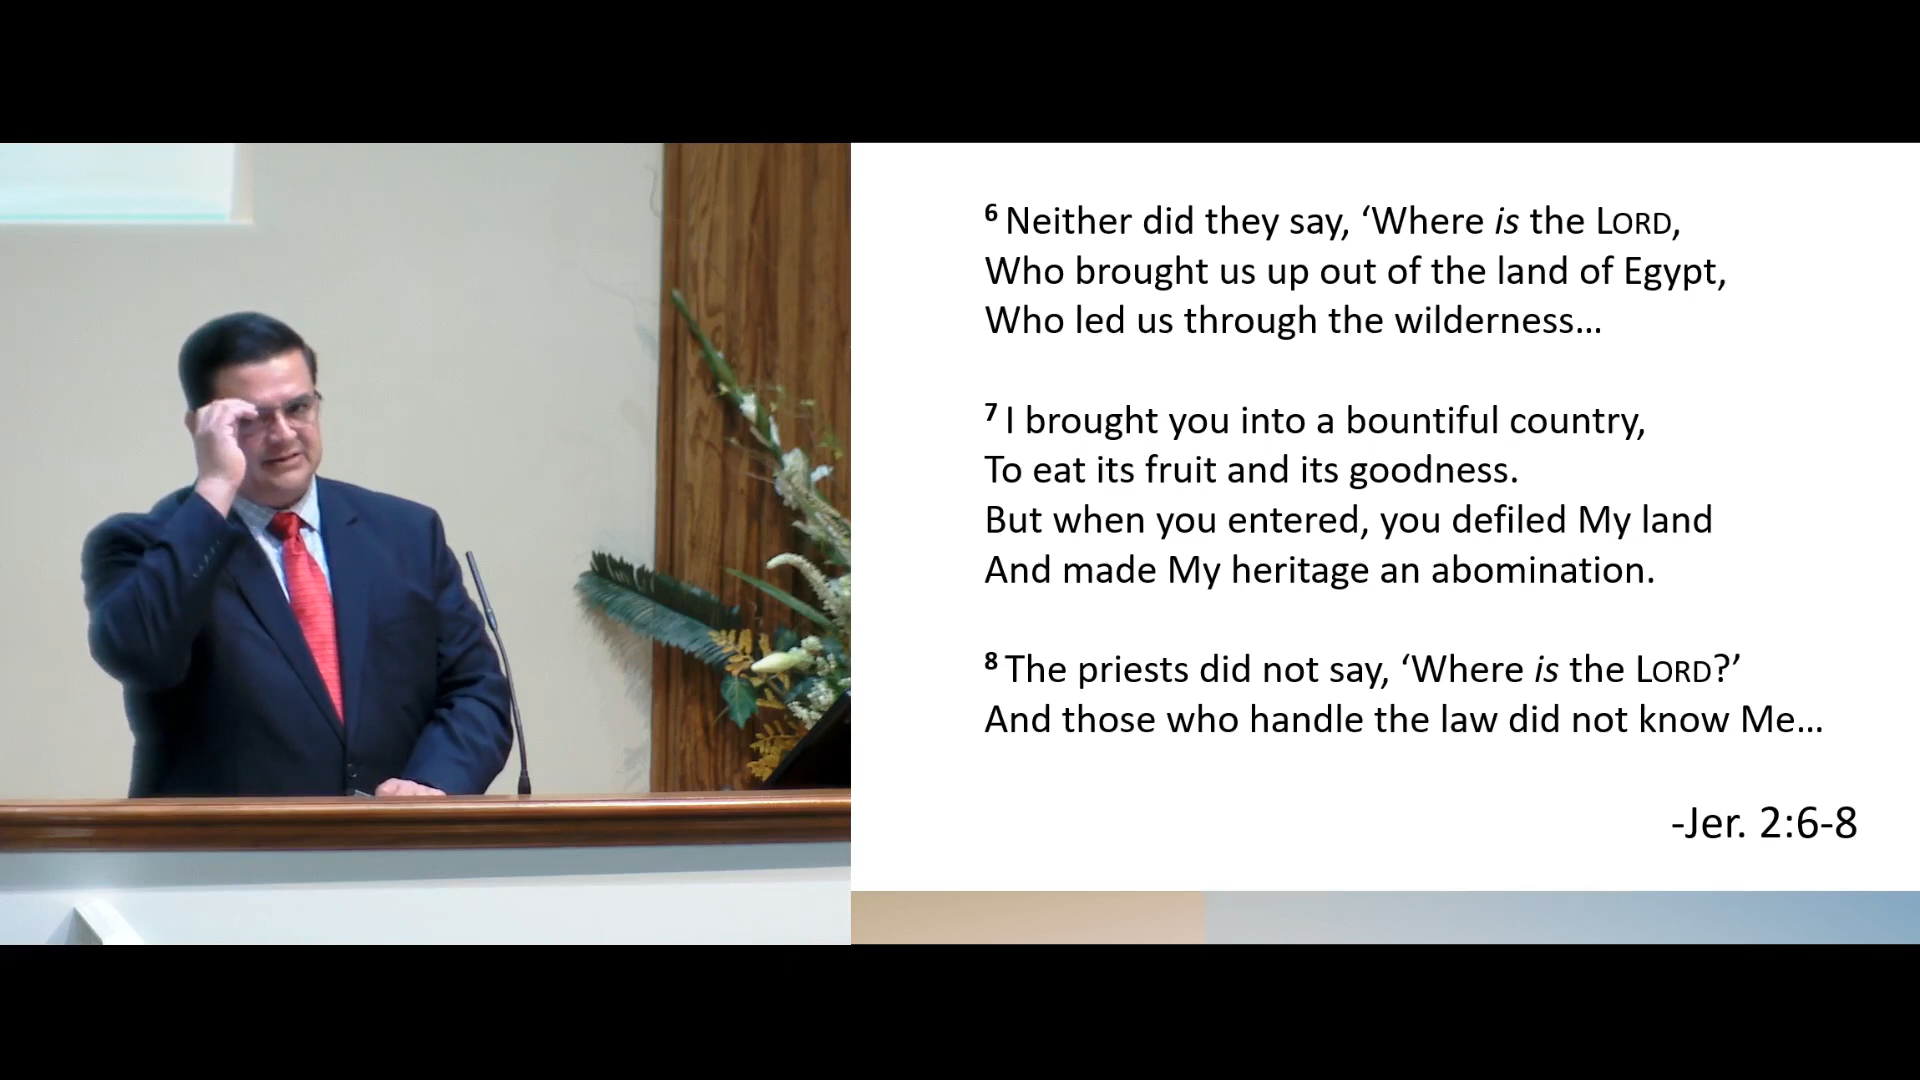 6 Neither did they say, ‘Where is the LORD,
Who brought us up out of the land of Egypt,
Who led us through the wilderness…
7 I brought you into a bountiful country,
To eat its fruit and its goodness.
But when you entered, you defiled My land
And made My heritage an abomination.
8 The priests did not say, ‘Where is the LORD?’
And those who handle the law did not know Me…
-Jer. 2:6-8